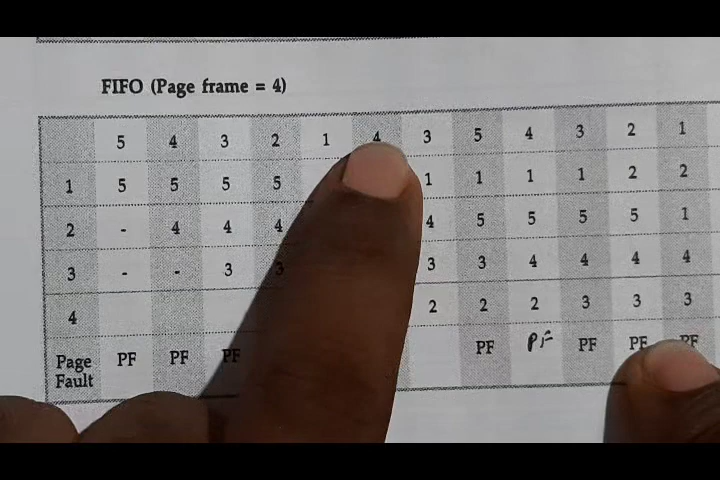 FIFO (Page frame = 4)
5 4 3 2 1 4 3 5 4 3 2 1
1 5 5 5 5 1 1 1 1 2 2
2 - 4 4 4 4 5 5 5 5 1
3 - - 3 3 3 3 4 4 4 4
4 2 2 2 3 3 3
Page Fault PF PF PF PF PF PF PF PF